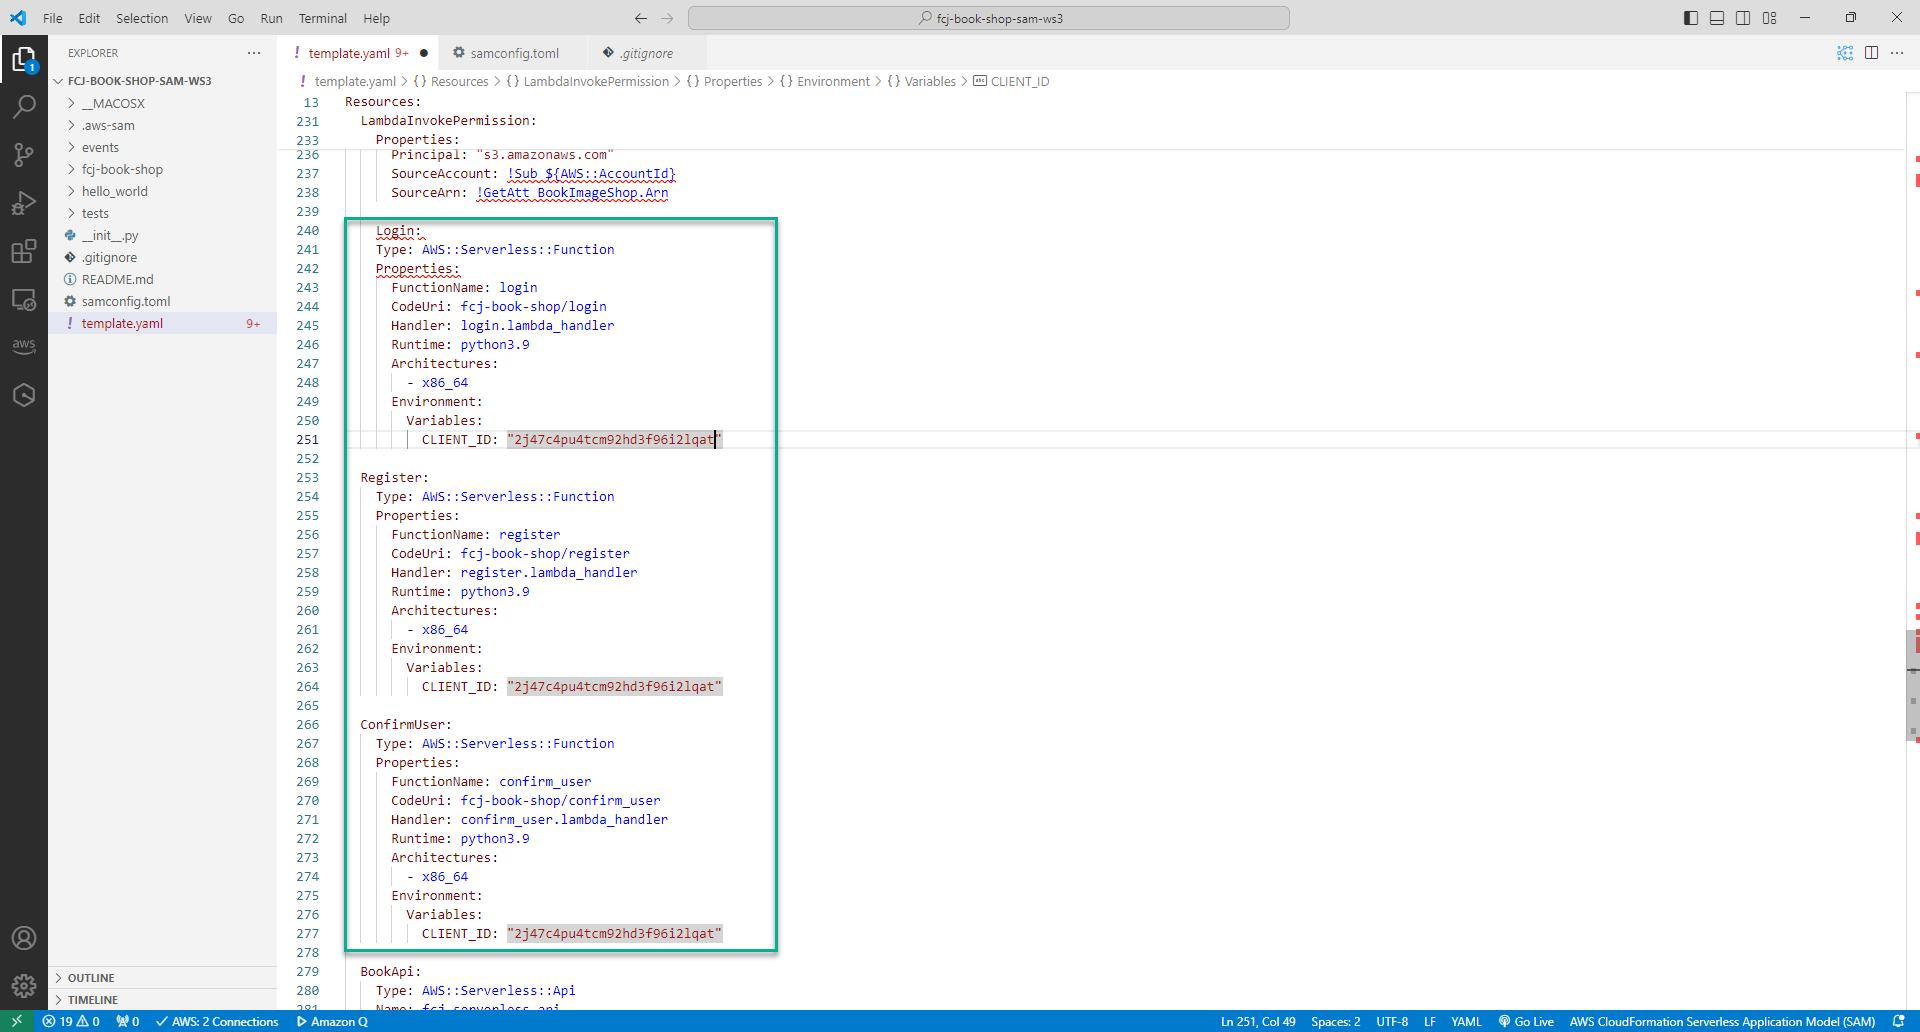 File Edit Selection View Go Run Terminal Help
fcj-book-shop-sam-ws3
EXPLORER
FCJ-BOOK-SHOP-SAM-WS3
__MACOSX
.aws-sam
events
fcj-book-shop
hello_world
tests
__init__.py
.gitignore
README.md
samconfig.toml
template.yaml 9+
OUTLINE
TIMELINE
1
aws
template.yaml 9+
samconfig.toml
.gitignore
template.yaml > {} Resources > {} LambdaInvokePermission > {} Properties > {} Environment > {} Variables > abc CLIENT_ID
13 Resources:
231 LambdaInvokePermission:
233 Properties:
236 Principal: "s3.amazonaws.com"
237 SourceAccount: !Sub ${AWS::AccountId}
238 SourceArn: !GetAtt BookImageShop.Arn
239
240 Login:
241 Type: AWS::Serverless::Function
242 Properties:
243 FunctionName: login
244 CodeUri: fcj-book-shop/login
245 Handler: login.lambda_handler
246 Runtime: python3.9
247 Architectures:
248 - x86_64
249 Environment:
250 Variables:
251 CLIENT_ID: "2j47c4pu4tcm92hd3f96i2lqat"
252
253 Register:
254 Type: AWS::Serverless::Function
255 Properties:
256 FunctionName: register
257 CodeUri: fcj-book-shop/register
258 Handler: register.lambda_handler
259 Runtime: python3.9
260 Architectures:
261 - x86_64
262 Environment:
263 Variables:
264 CLIENT_ID: "2j47c4pu4tcm92hd3f96i2lqat"
265
266 ConfirmUser:
267 Type: AWS::Serverless::Function
268 Properties:
269 FunctionName: confirm_user
270 CodeUri: fcj-book-shop/confirm_user
271 Handler: confirm_user.lambda_handler
272 Runtime: python3.9
273 Architectures:
274 - x86_64
275 Environment:
276 Variables:
277 CLIENT_ID: "2j47c4pu4tcm92hd3f96i2lqat"
278
279 BookApi:
280 Type: AWS::Serverless::Api
281 Name: fcj-serverless-api
19 0 0 AWS: 2 Connections Amazon Q Ln 251, Col 49 Spaces: 2 UTF-8 LF YAML Go Live AWS CloudFormation Serverless Application Model (SAM)